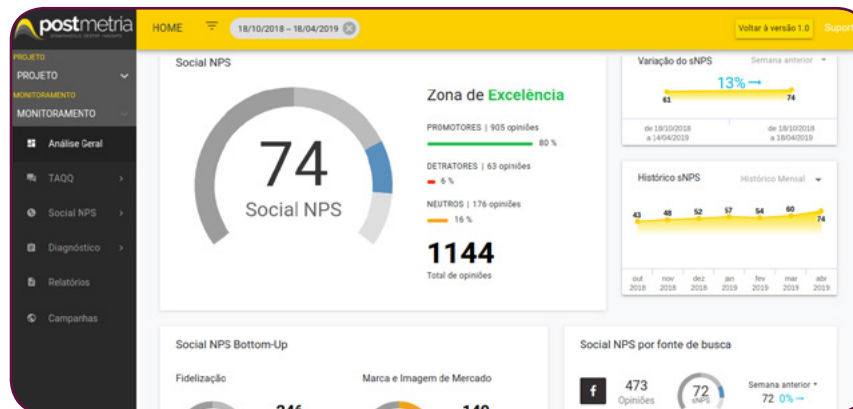 postmetria
HOME
18/10/2018 – 18/04/2019
Voltar à versão 1.0
Suport
PROJETO
PROJETO
MONITORAMENTO
MONITORAMENTO
Análise Geral
TAQQ
Social NPS
Diagnóstico
Relatórios
Campanhas
Social NPS
74
Social NPS
Zona de Excelência
PROMOTORES | 905 opiniões
80 %
DETRATORES | 63 opiniões
6 %
NEUTROS | 176 opiniões
16 %
1144
Total de opiniões
Variação do sNPS
Semana anterior
13% →
61
74
de 18/10/2018
a 14/04/2019
de 18/10/2018
a 18/04/2019
Histórico sNPS
Histórico Mensal
43 48 52 57 54 60 74
out nov dez jan fev mar abr
2018 2018 2018 2019 2019 2019 2019
Social NPS Bottom-Up
Fidelização
Marca e Imagem de Mercado
246
149
Social NPS por fonte de busca
f
473
Opiniões
72
sNPS
Semana anterior
72 0% →